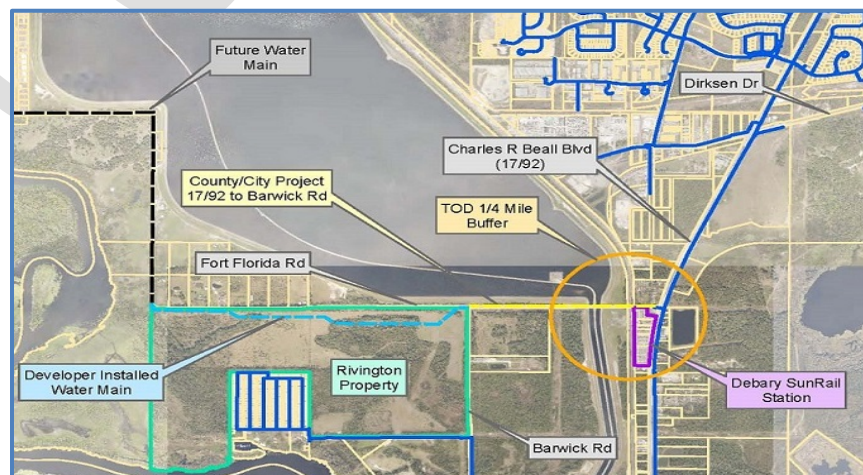 Future Water
Main
Dirksen Dr
Charles R Beall Blvd
(17/92)
County/City Project
17/92 to Barwick Rd
TOD 1/4 Mile
Buffer
Fort Florida Rd
Developer Installed
Water Main
Rivington
Property
Debary SunRail
Station
Barwick Rd